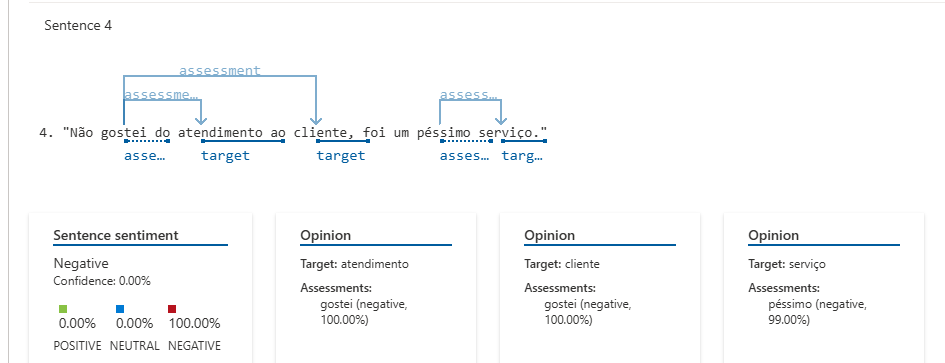 Sentence 4
assessment
assessme…
assess…
4. "Não gostei do atendimento ao cliente, foi um péssimo serviço."
asse…
target
target
asses…
targ…
Sentence sentiment
Negative
Confidence: 0.00%
0.00%
0.00%
100.00%
POSITIVE
NEUTRAL
NEGATIVE
Opinion
Target: atendimento
Assessments:
gostei (negative,
100.00%)
Opinion
Target: cliente
Assessments:
gostei (negative,
100.00%)
Opinion
Target: serviço
Assessments:
péssimo (negative,
99.00%)